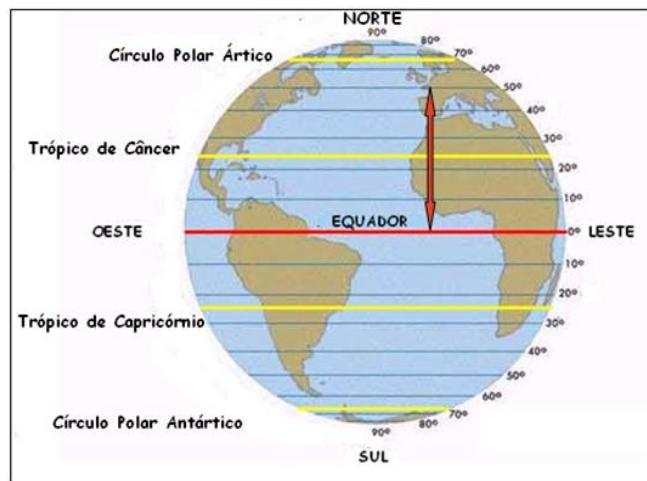 NORTE
90º
80º
Círculo Polar Ártico
70º
60º
50º
40º
30º
Trópico de Câncer
20º
10º
OESTE
EQUADOR
0º
LESTE
10º
20º
Trópico de Capricórnio
30º
40º
50º
60º
Círculo Polar Antártico
70º
80º
90º
SUL